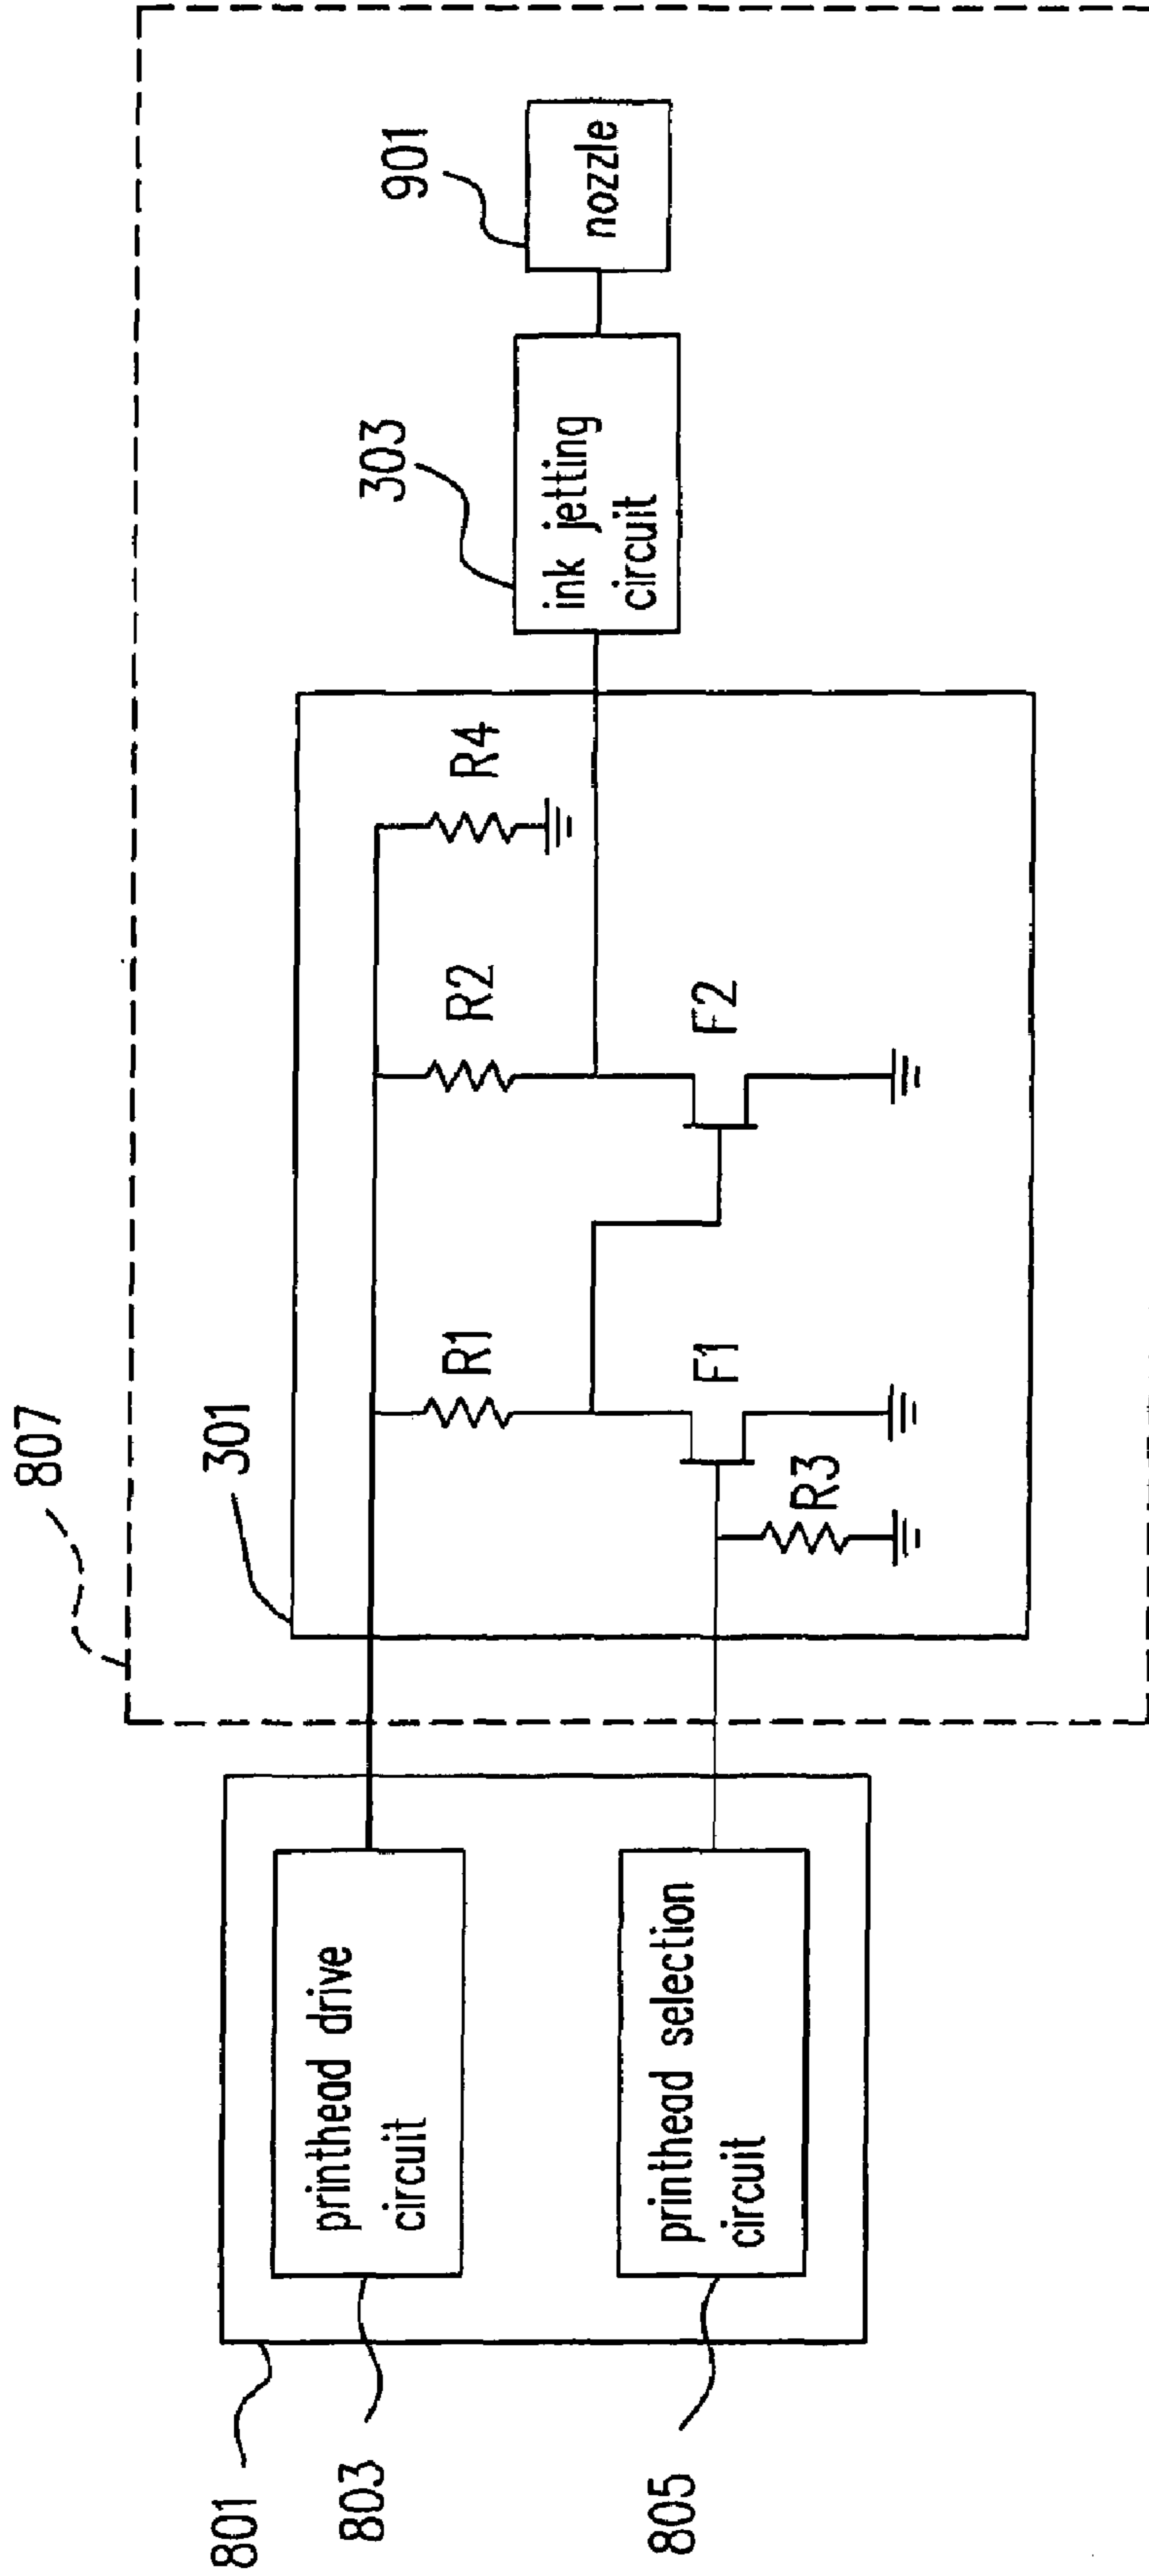 807
301
901
303
R1
R2
R4
nozzle
ink jetting
circuit
F1
F2
R3
printhead drive
circuit
printhead selection
circuit
801
803
805